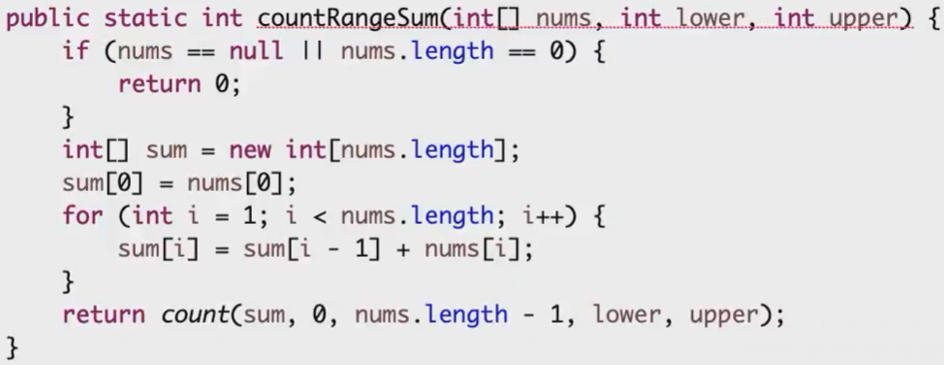 public static int countRangeSum(int[] nums, int lower, int upper) {
    if (nums == null || nums.length == 0) {
        return 0;
    }
    int[] sum = new int[nums.length];
    sum[0] = nums[0];
    for (int i = 1; i < nums.length; i++) {
        sum[i] = sum[i - 1] + nums[i];
    }
    return count(sum, 0, nums.length - 1, lower, upper);
}